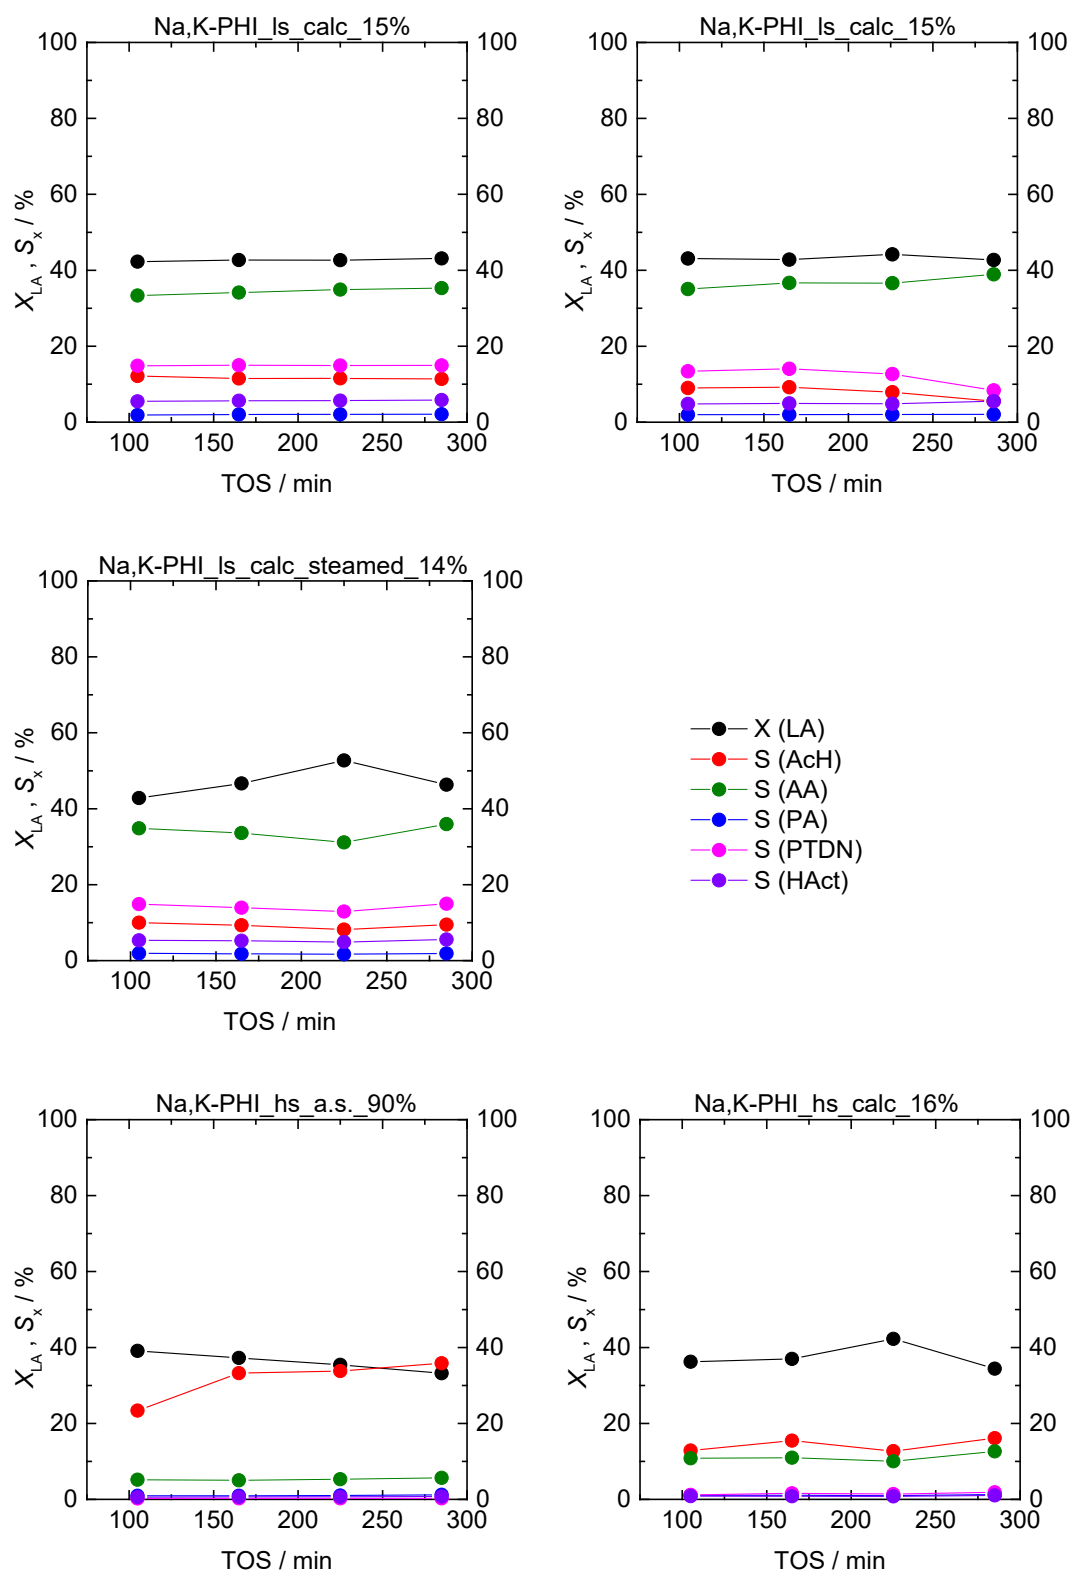 Na,K-PHI_ls_calc_15%
100
80
60
40
20
0
100
80
60
40
20
0
X_LA , S_x / %
100 150 200 250 300
TOS / min
Na,K-PHI_ls_calc_15%
100
80
60
40
20
0
100
80
60
40
20
0
X_LA , S_x / %
100 150 200 250 300
TOS / min
Na,K-PHI_ls_calc_steamed_14%
100
80
60
40
20
0
100
80
60
40
20
0
X_LA , S_x / %
100 150 200 250 300
TOS / min
X (LA)
S (AcH)
S (AA)
S (PA)
S (PTDN)
S (HAct)
Na,K-PHI_hs_a.s._90%
100
80
60
40
20
0
100
80
60
40
20
0
X_LA , S_x / %
100 150 200 250 300
TOS / min
Na,K-PHI_hs_calc_16%
100
80
60
40
20
0
100
80
60
40
20
0
X_LA , S_x / %
100 150 200 250 300
TOS / min